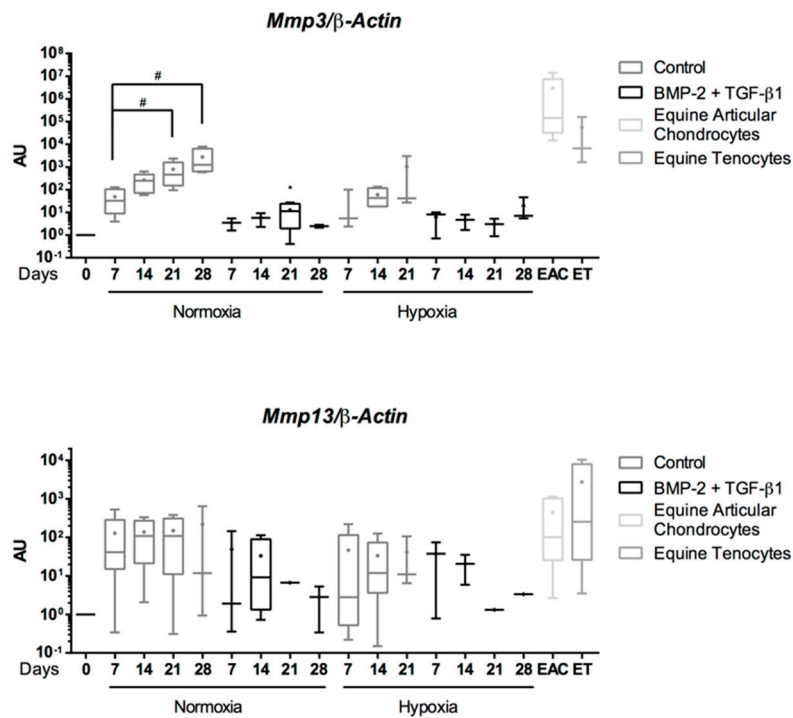 Mmp3/β-Actin
10⁸
10⁷
10⁶
10⁵
10⁴
10³
10²
10¹
10⁰
10⁻¹
AU
#
#
Control
BMP-2 + TGF-β1
Equine Articular
Chondrocytes
Equine Tenocytes
Days 0 7 14 21 28 7 14 21 28 7 14 21 7 14 21 28 EAC ET
Normoxia Hypoxia
Mmp13/β-Actin
10⁴
10³
10²
10¹
10⁰
10⁻¹
AU
Control
BMP-2 + TGF-β1
Equine Articular
Chondrocytes
Equine Tenocytes
Days 0 7 14 21 28 7 14 21 28 7 14 21 7 14 21 28 EAC ET
Normoxia Hypoxia